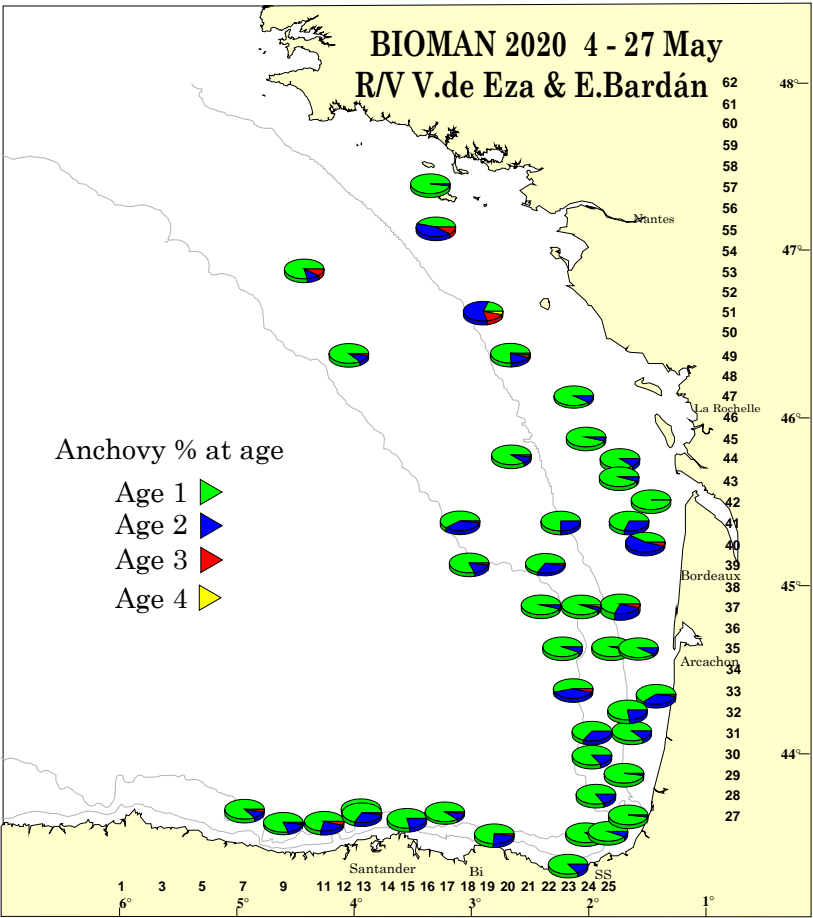 BIOMAN 2020 4 - 27 May
R/V V.de Eza & E.Bardán
62
48°
61
60
59
58
57
56
Nantes
55
54
47°
53
52
51
50
49
48
47
La Rochelle
46
46°
45
Anchovy % at age
44
43
Age 1
42
Age 2
41
40
Age 3
39
Bordeaux
38
45°
Age 4
37
36
35
Arcachon
34
33
32
31
30
44°
29
28
27
Santander
Bi
SS
1 3 5 7 9 11 12 13 14 15 16 17 18 19 20 21 22 23 24 25
6° 5° 4° 3° 2° 1°